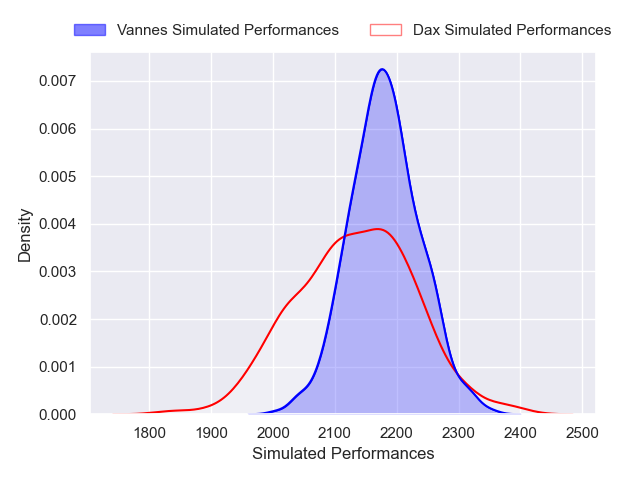 Vannes Simulated Performances Dax Simulated Performances
0.007
0.006
0.005
0.004
0.003
0.002
0.001
0.000
Density
1800 1900 2000 2100 2200 2300 2400 2500
Simulated Performances